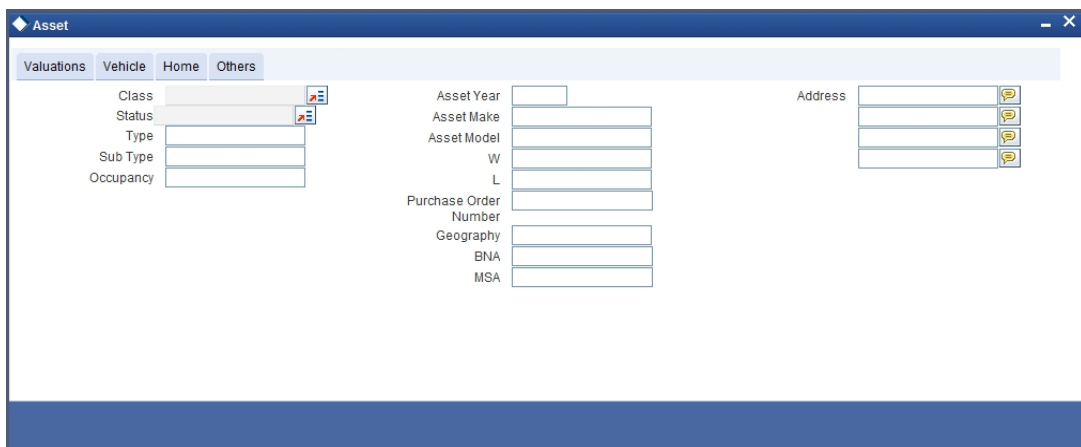 Asset
Valuations Vehicle Home Others
Class
Status
Type
Sub Type
Occupancy
Asset Year
Asset Make
Asset Model
W
L
Purchase Order
Number
Geography
BNA
MSA
Address